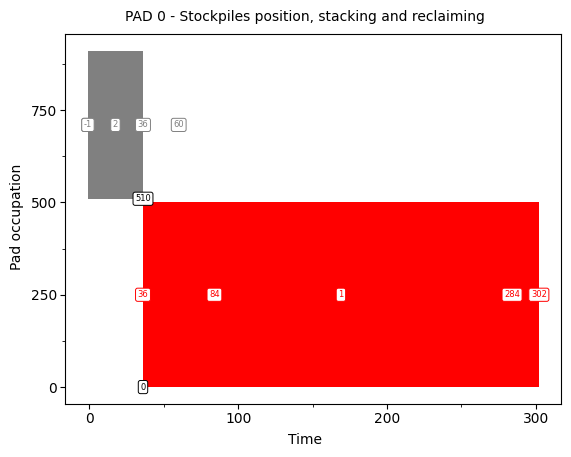 PAD 0 - Stockpiles position, stacking and reclaiming
Pad occupation
750
500
250
0
-1 2 36 60
510
36 84 1 284 302
0
0 100 200 300
Time